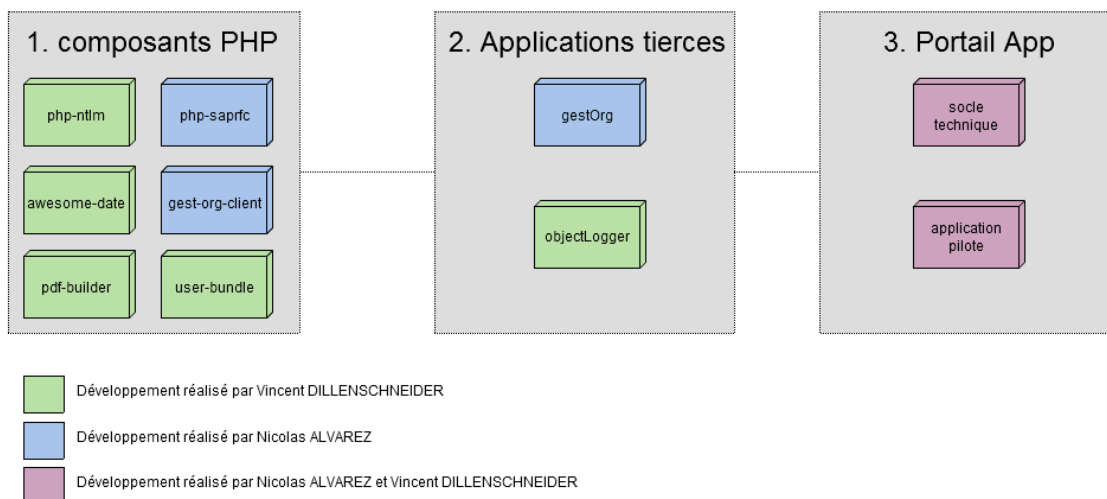 1. composants PHP
php-ntlm
php-saprfc
awesome-date
gest-org-client
pdf-builder
user-bundle
2. Applications tierces
gestOrg
objectLogger
3. Portail App
socle
technique
application
pilote
Développement réalisé par Vincent DILLENSCHNEIDER
Développement réalisé par Nicolas ALVAREZ
Développement réalisé par Nicolas ALVAREZ et Vincent DILLENSCHNEIDER